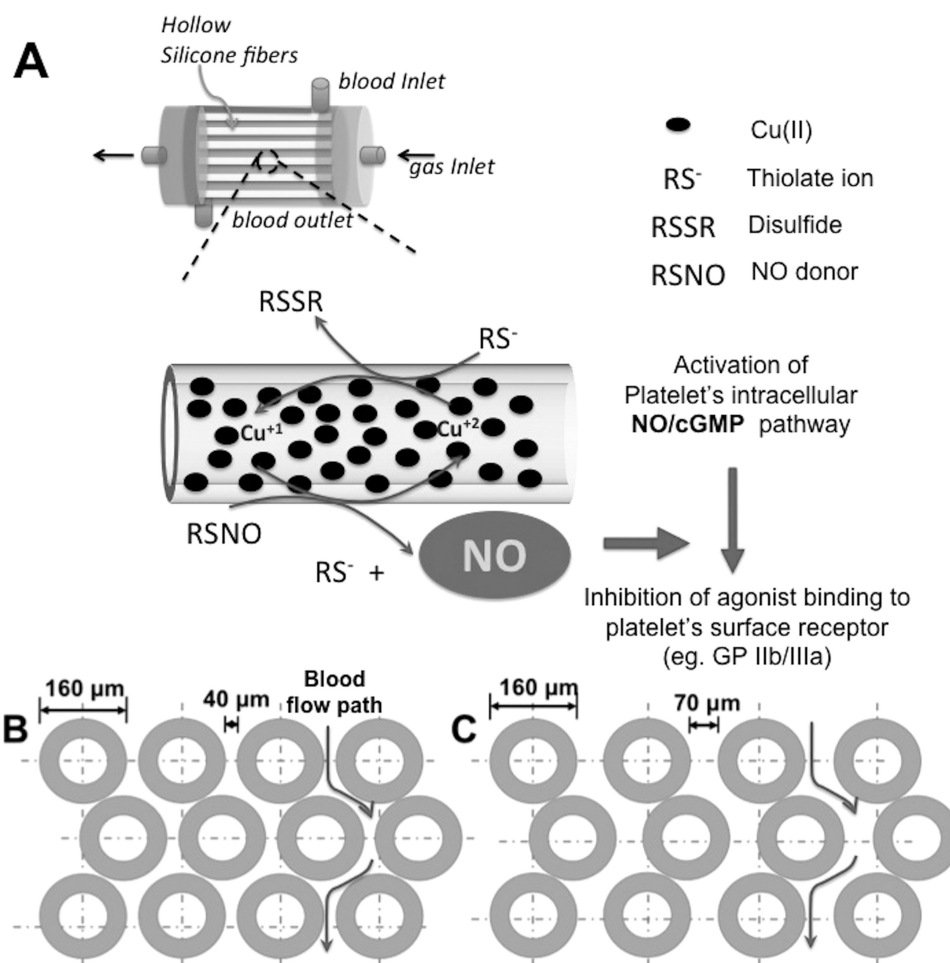 A
Hollow
Silicone fibers
blood Inlet
gas Inlet
blood outlet
Cu(II)
RS- Thiolate ion
RSSR Disulfide
RSNO NO donor
RSSR
RS-
Cu+1
Cu+2
RSNO
RS- +
NO
Activation of
Platelet's intracellular
NO/cGMP pathway
Inhibition of agonist binding to
platelet's surface receptor
(eg. GP IIb/IIIa)
B
160 µm
40 µm
Blood
flow path
C
160 µm
70 µm